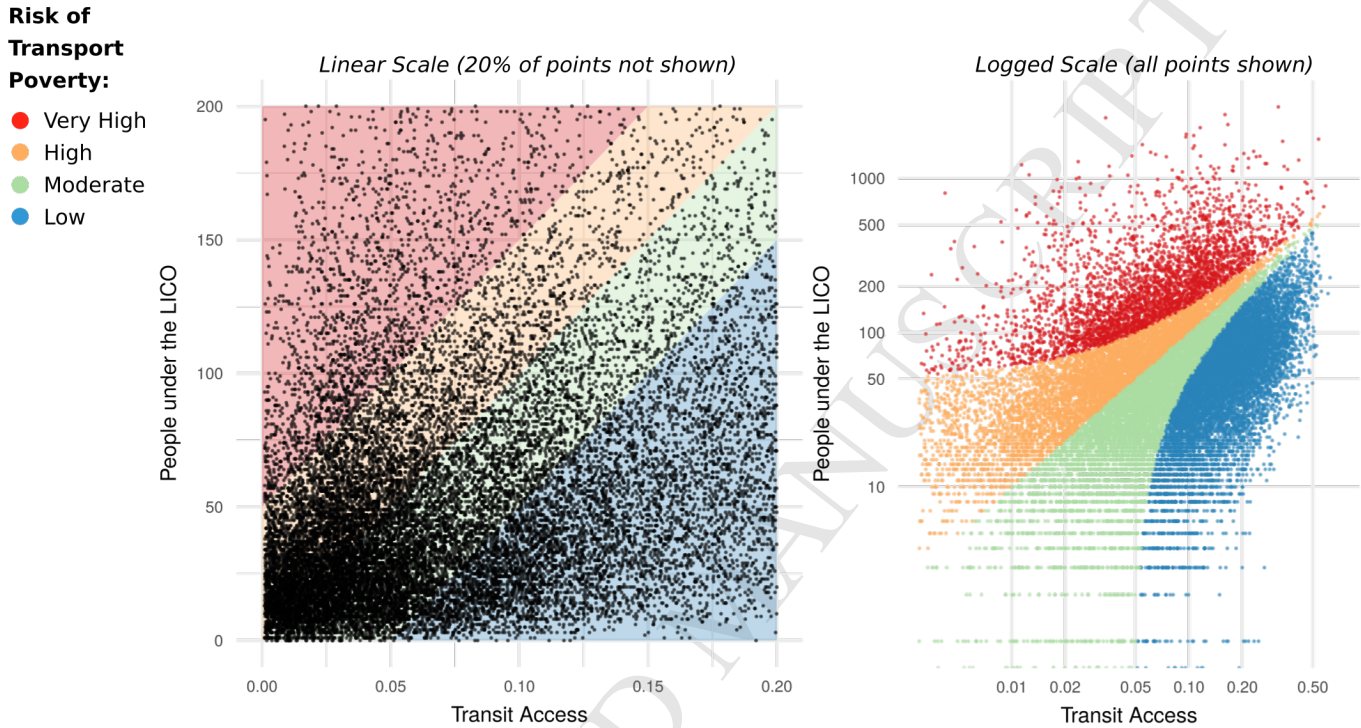 Risk of
Transport
Poverty:
Very High
High
Moderate
Low
Linear Scale (20% of points not shown)
People under the LICO
200
150
100
50
0
0.00 0.05 0.10 0.15 0.20
Transit Access
Logged Scale (all points shown)
People under the LICO
1000
500
200
100
50
10
0.01 0.02 0.05 0.10 0.20 0.50
Transit Access
D MANUSCRIPT